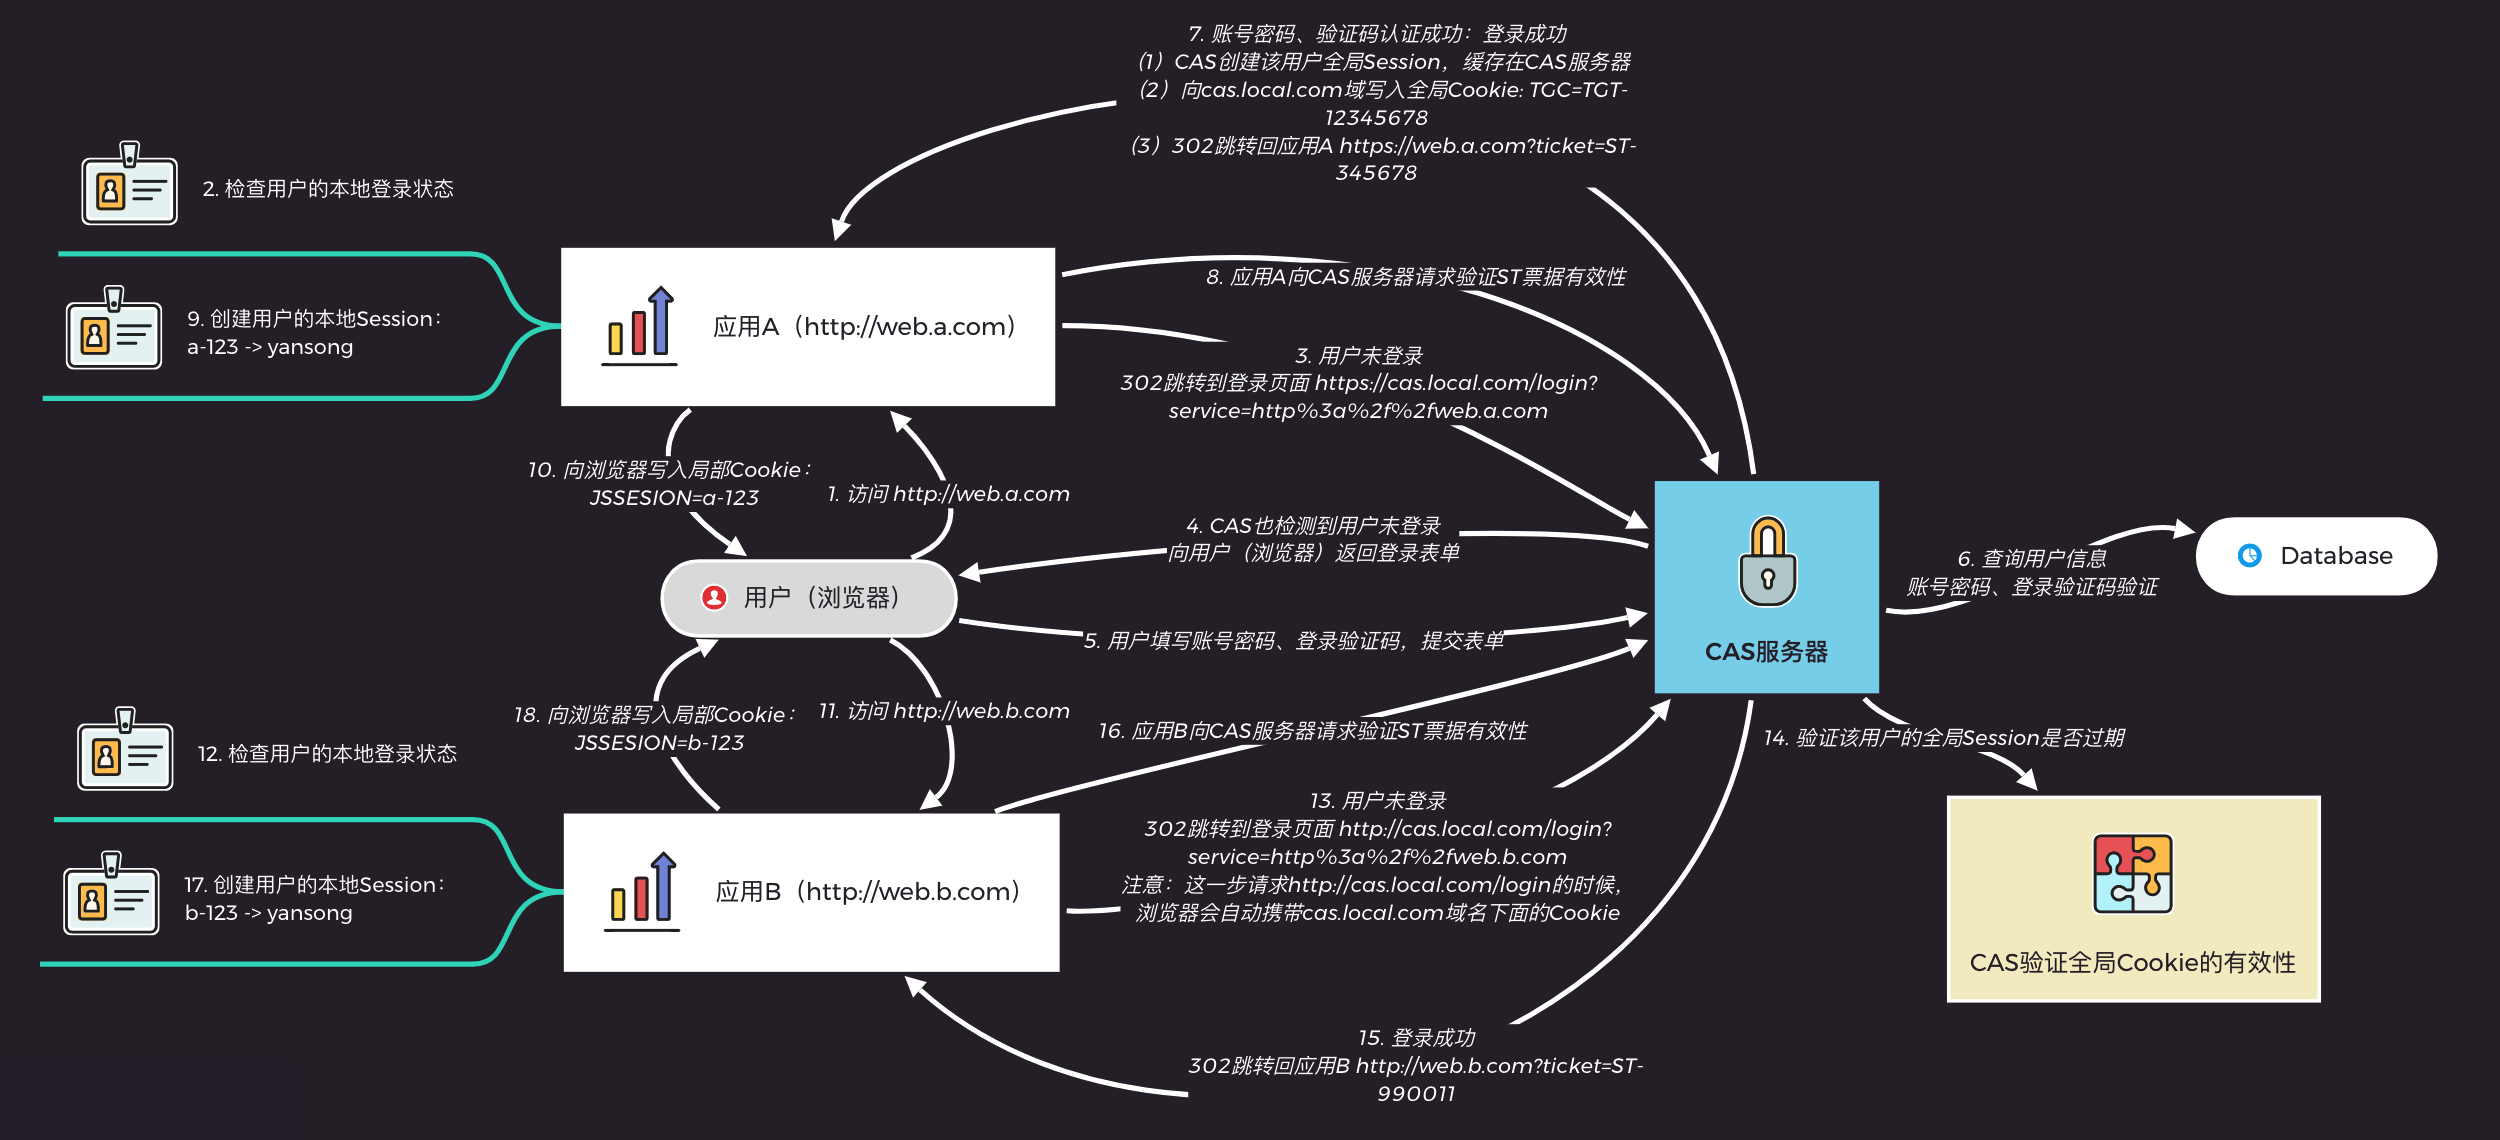 7. 账号密码、验证码认证成功：登录成功
（1）CAS创建该用户全局Session，缓存在CAS服务器
（2）向cas.local.com域写入全局Cookie: TGC=TGT-
12345678
（3）302跳转回应用A https://web.a.com?ticket=ST-
345678
2. 检查用户的本地登录状态
9. 创建用户的本地Session：
a-123 -> yansong
应用A（http://web.a.com）
8. 应用A向CAS服务器请求验证ST票据有效性
3. 用户未登录
302跳转到登录页面 https://cas.local.com/login?
service=http%3a%2f%2fweb.a.com
10. 向浏览器写入局部Cookie：
JSSESION=a-123
1. 访问 http://web.a.com
4. CAS也检测到用户未登录
向用户（浏览器）返回登录表单
用户（浏览器）
5. 用户填写账号密码、登录验证码，提交表单
CAS服务器
6. 查询用户信息
账号密码、登录验证码验证
Database
18. 向浏览器写入局部Cookie：
JSSESION=b-123
11. 访问 http://web.b.com
16. 应用B向CAS服务器请求验证ST票据有效性
14. 验证该用户的全局Session是否过期
12. 检查用户的本地登录状态
17. 创建用户的本地Session：
b-123 -> yansong
应用B（http://web.b.com）
13. 用户未登录
302跳转到登录页面 http://cas.local.com/login?
service=http%3a%2f%2fweb.b.com
注意：这一步请求http://cas.local.com/login的时候，
浏览器会自动携带cas.local.com域名下面的Cookie
CAS验证全局Cookie的有效性
15. 登录成功
302跳转回应用B http://web.b.com?ticket=ST-
990011